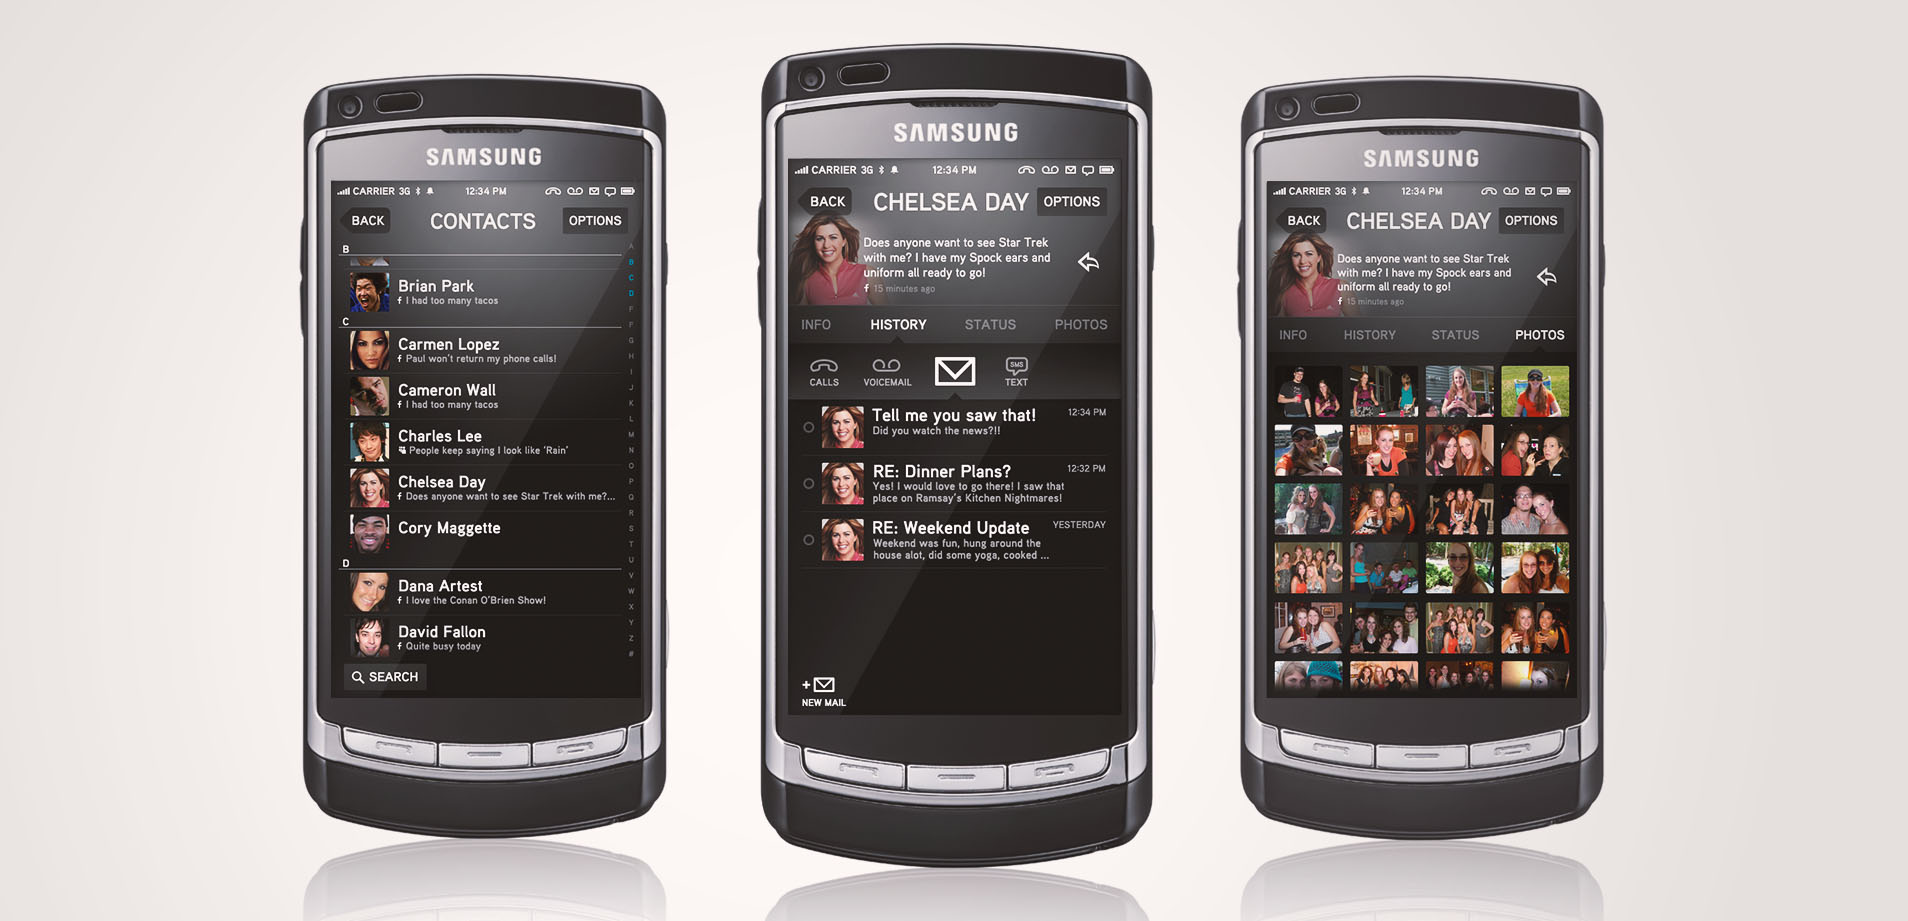 SAMSUNG
CARRIER 3G 12:34 PM
BACK CONTACTS OPTIONS
B
Brian Park
f I had too many tacos
C
Carmen Lopez
f Paul won't return my phone calls!
Cameron Wall
f I had too many tacos
Charles Lee
People keep saying I look like 'Rain'
Chelsea Day
f Does anyone want to see Star Trek with me?...
Cory Maggette
D
Dana Artest
f I love the Conan O'Brien Show!
David Fallon
f Quite busy today
SEARCH
A
B
C
D
E
F
G
H
I
J
K
L
M
N
O
P
Q
R
S
T
U
V
W
X
Y
Z
#
SAMSUNG
CARRIER 3G 12:34 PM
BACK CHELSEA DAY OPTIONS
Does anyone want to see Star Trek
with me? I have my Spock ears and
uniform all ready to go!
f 15 minutes ago
INFO HISTORY STATUS PHOTOS
SMS
CALLS VOICEMAIL TEXT
Tell me you saw that! 12:34 PM
Did you watch the news?!!
RE: Dinner Plans? 12:32 PM
Yes! I would love to go there! I saw that
place on Ramsay's Kitchen Nightmares!
RE: Weekend Update YESTERDAY
Weekend was fun, hung around the
house alot, did some yoga, cooked ...
+
NEW MAIL
SAMSUNG
CARRIER 3G 12:34 PM
BACK CHELSEA DAY OPTIONS
Does anyone want to see Star Trek
with me? I have my Spock ears and
uniform all ready to go!
f 15 minutes ago
INFO HISTORY STATUS PHOTOS